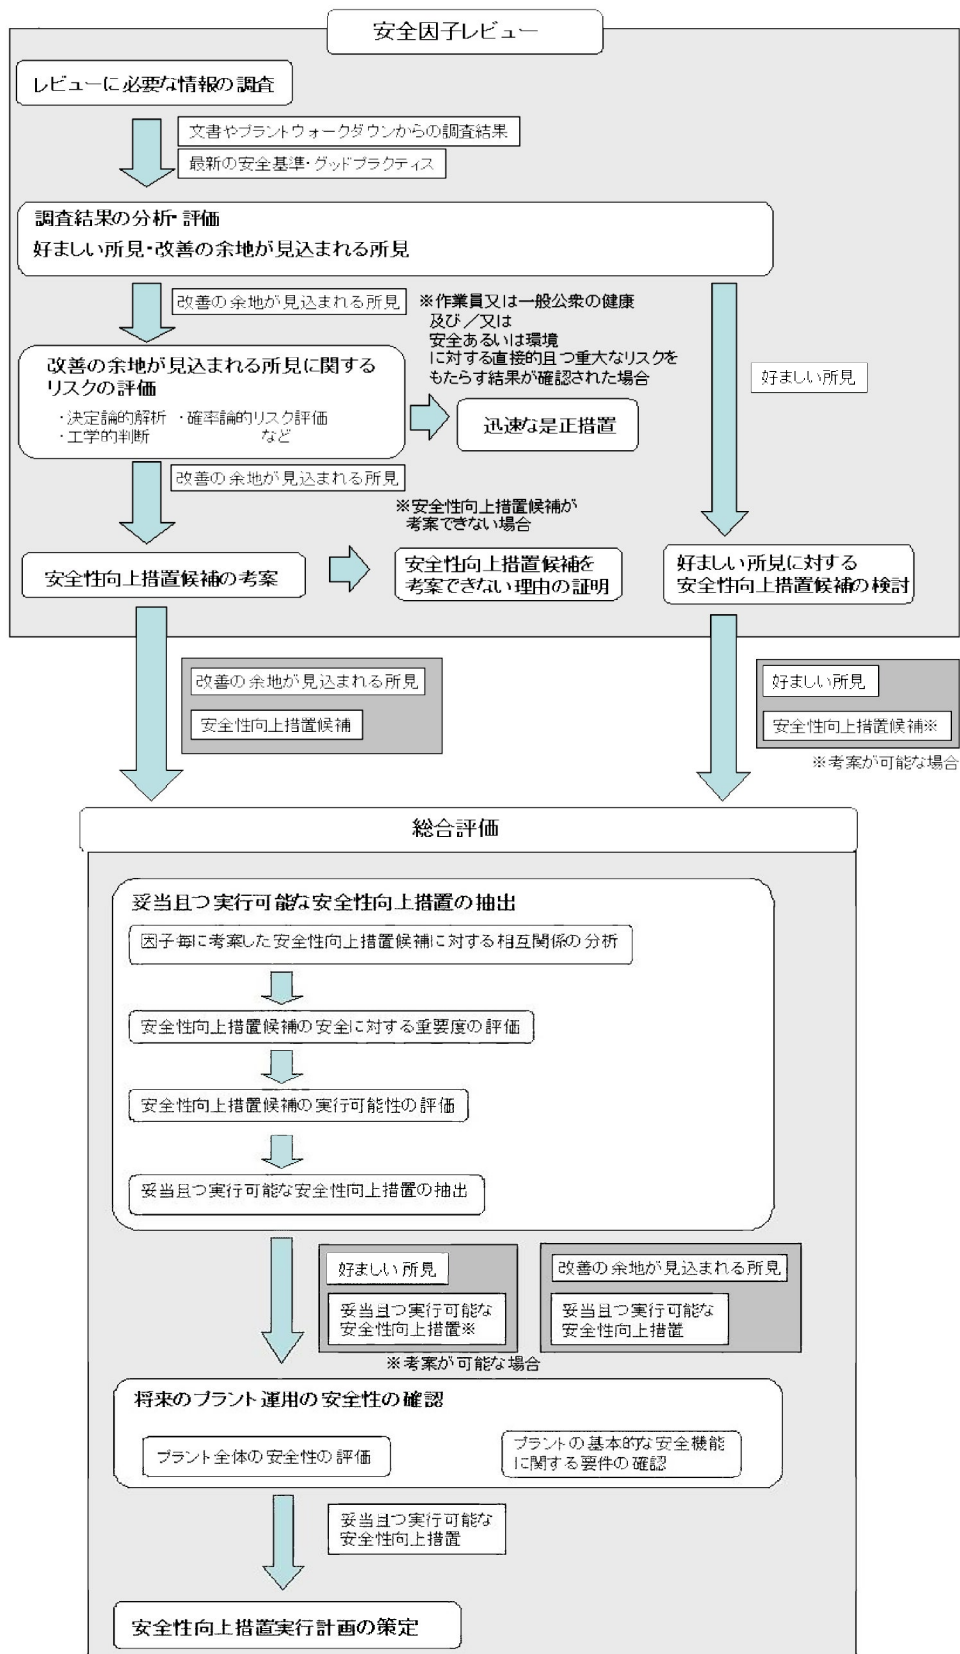 安全因子レビュー
レビューに必要な情報の調査
文書やプラントウォークダウンからの調査結果
最新の安全基準・グッドプラクティス
調査結果の分析・評価
好ましい所見・改善の余地が見込まれる所見
改善の余地が見込まれる所見
※作業員又は一般公衆の健康
及び／又は
安全あるいは環境
に対する直接的且つ重大なリスクを
もたらす結果が確認された場合
好ましい所見
改善の余地が見込まれる所見に関する
リスクの評価
・決定論的解析 ・確率論的リスク評価
・工学的判断 など
迅速な是正措置
改善の余地が見込まれる所見
※安全性向上措置候補が
考案できない場合
安全性向上措置候補の考案
安全性向上措置候補を
考案できない理由の証明
好ましい所見に対する
安全性向上措置候補の検討
改善の余地が見込まれる所見
安全性向上措置候補
好ましい所見
安全性向上措置候補※
※考案が可能な場合
総合評価
妥当且つ実行可能な安全性向上措置の抽出
因子毎に考案した安全性向上措置候補に対する相互関係の分析
安全性向上措置候補の安全に対する重要度の評価
安全性向上措置候補の実行可能性の評価
妥当且つ実行可能な安全性向上措置の抽出
好ましい所見
妥当且つ実行可能な
安全性向上措置※
改善の余地が見込まれる所見
妥当且つ実行可能な
安全性向上措置
※考案が可能な場合
将来のプラント運用の安全性の確認
プラント全体の安全性の評価
プラントの基本的な安全機能
に関する要件の確認
妥当且つ実行可能な
安全性向上措置
安全性向上措置実行計画の策定